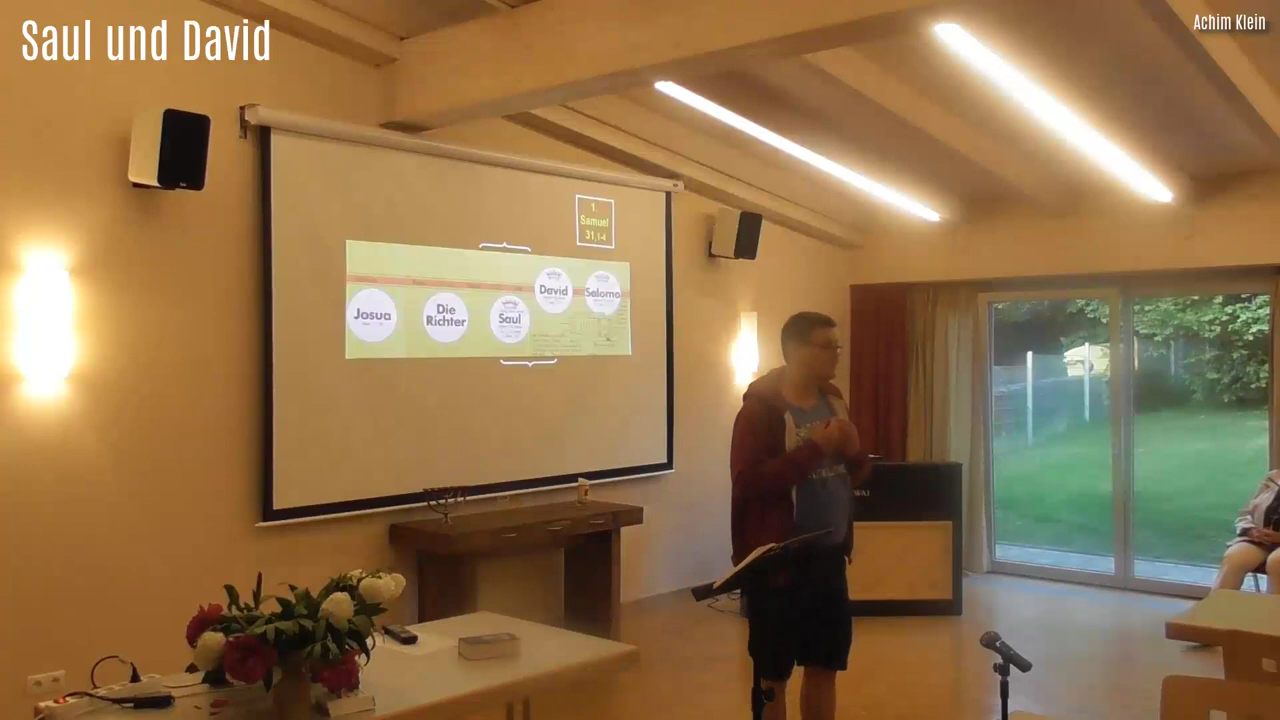 Saul und David
Achim Klein
1.
Samuel
31,1-4
Josua
Die
Richter
Saul
David
Salomo